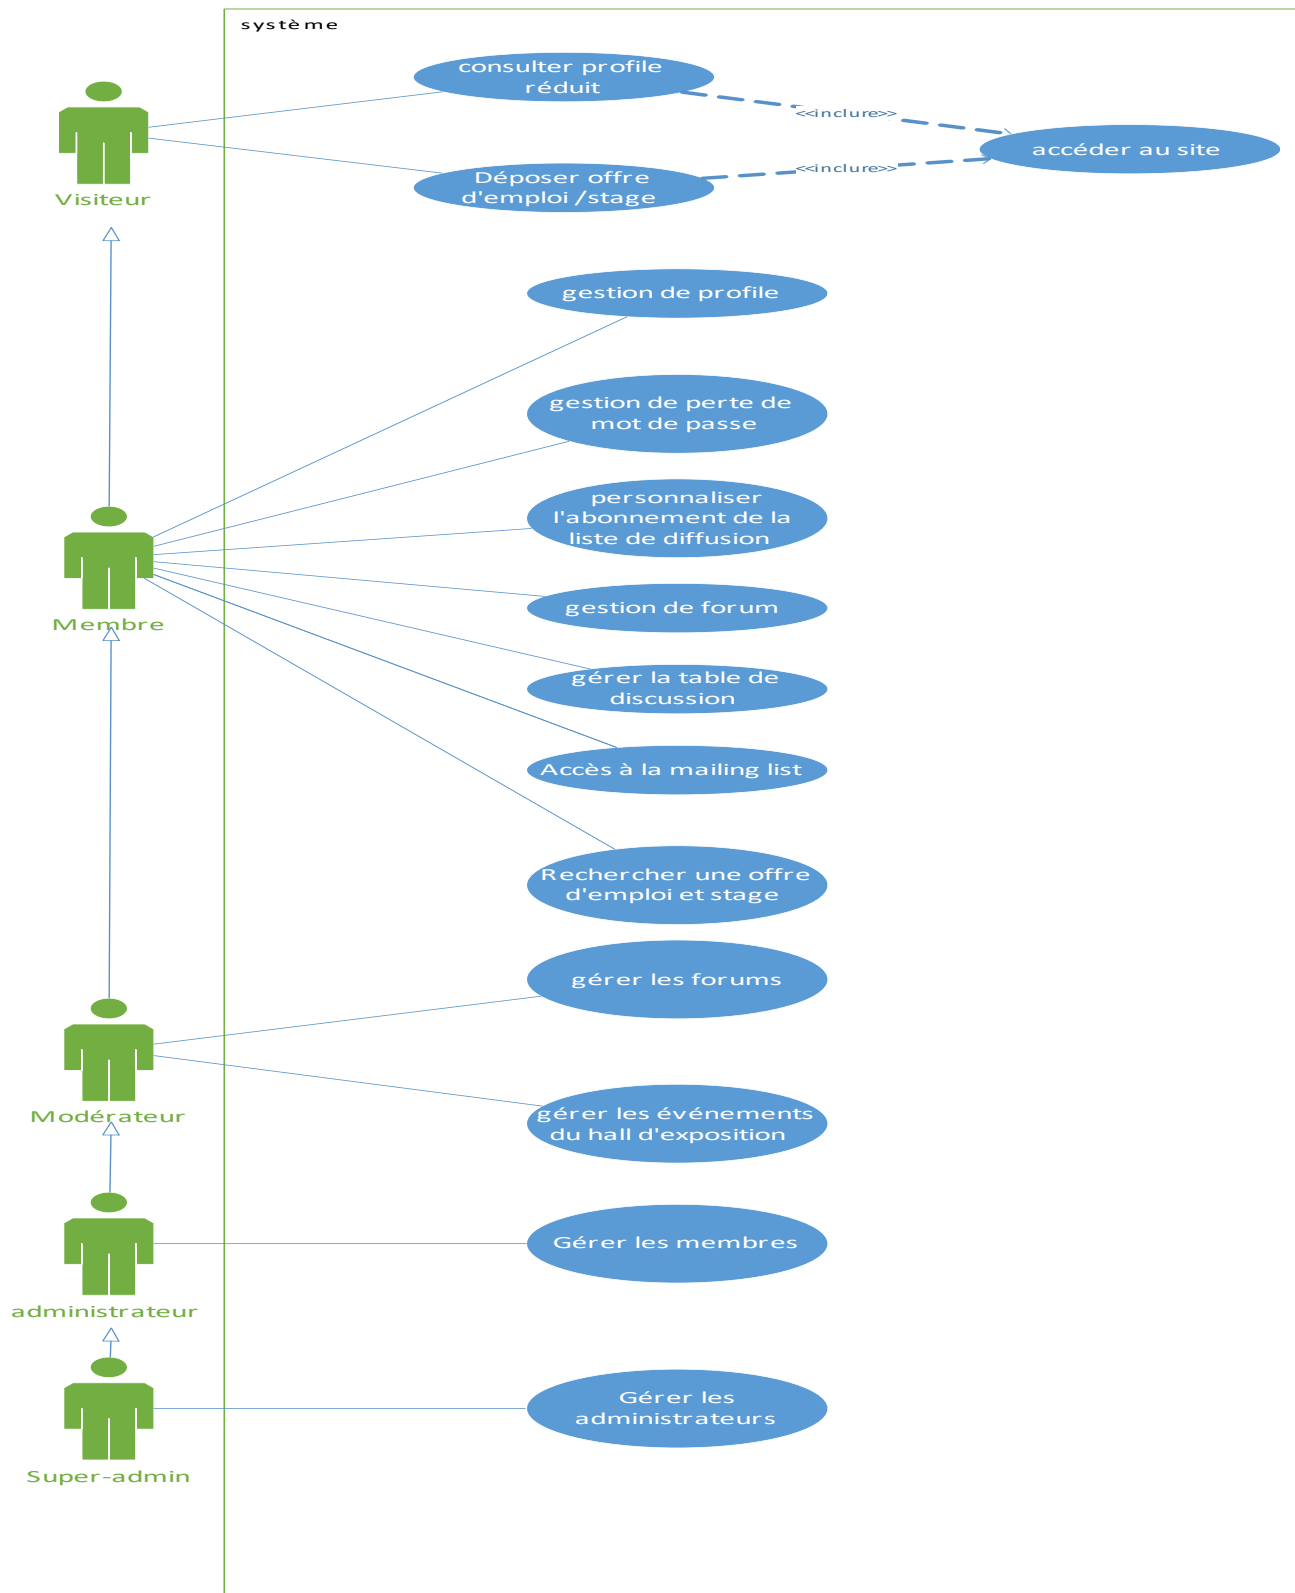 système
consulter profile
réduit
<<inclure>>
accéder au site
<<inclure>>
Déposer offre
d'emploi /stage
Visiteur
gestion de profile
gestion de perte de
mot de passe
personnaliser
l'abonnement de la
liste de diffusion
gestion de forum
Membre
gérer la table de
discussion
Accès à la mailing list
Rechercher une offre
d'emploi et stage
gérer les forums
Modérateur
gérer les événements
du hall d'exposition
Gérer les membres
administrateur
Gérer les
administrateurs
Super-admin